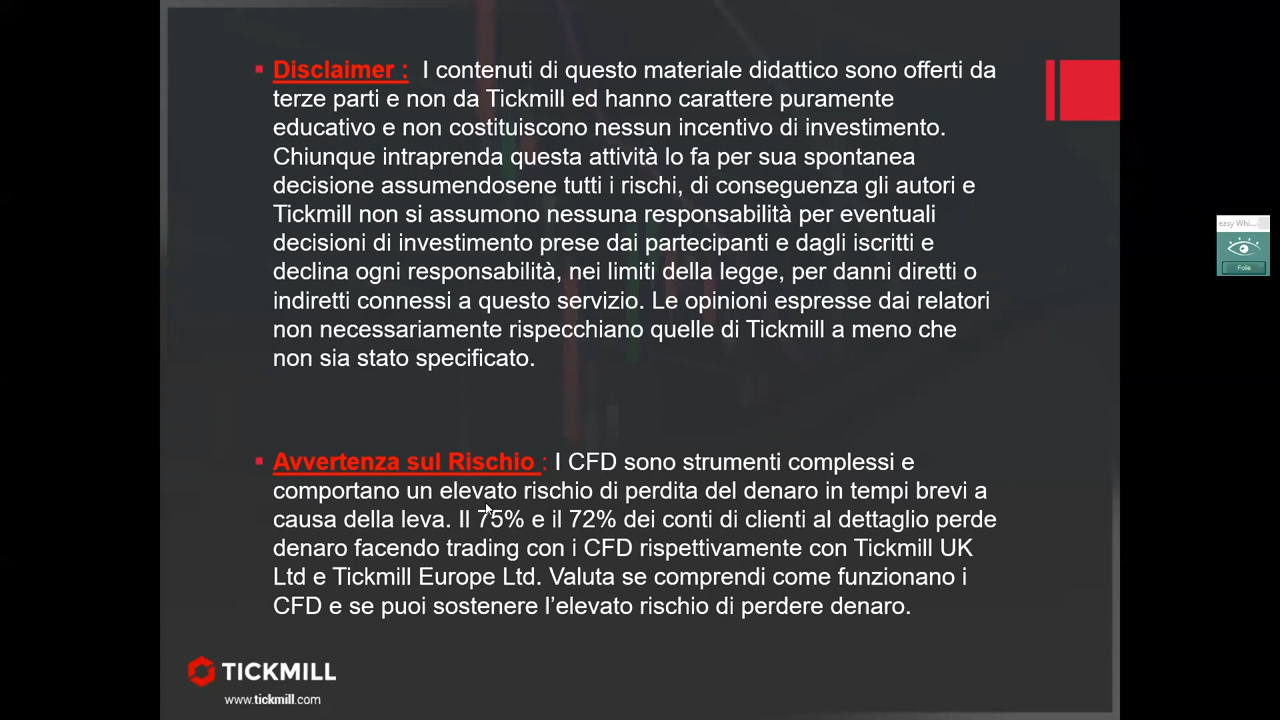 Disclaimer : I contenuti di questo materiale didattico sono offerti da
terze parti e non da Tickmill ed hanno carattere puramente
educativo e non costituiscono nessun incentivo di investimento.
Chiunque intraprenda questa attività lo fa per sua spontanea
decisione assumendosene tutti i rischi, di conseguenza gli autori e
Tickmill non si assumono nessuna responsabilità per eventuali
decisioni di investimento prese dai partecipanti e dagli iscritti e
declina ogni responsabilità, nei limiti della legge, per danni diretti o
indiretti connessi a questo servizio. Le opinioni espresse dai relatori
non necessariamente rispecchiano quelle di Tickmill a meno che
non sia stato specificato.
Avvertenza sul Rischio : I CFD sono strumenti complessi e
comportano un elevato rischio di perdita del denaro in tempi brevi a
causa della leva. Il 75% e il 72% dei conti di clienti al dettaglio perde
denaro facendo trading con i CFD rispettivamente con Tickmill UK
Ltd e Tickmill Europe Ltd. Valuta se comprendi come funzionano i
CFD e se puoi sostenere l’elevato rischio di perdere denaro.
TICKMILL
www.tickmill.com
easy Whi...
Folie